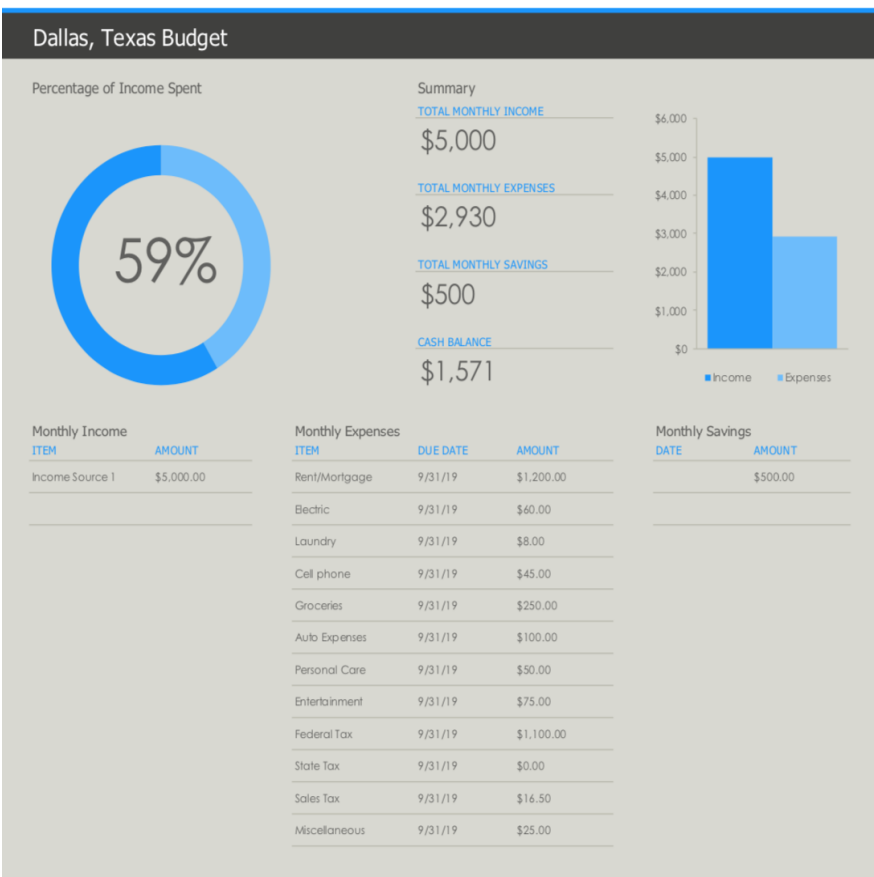 Dallas, Texas Budget
Percentage of Income Spent
59%
Summary
TOTAL MONTHLY INCOME
$5,000
TOTAL MONTHLY EXPENSES
$2,930
TOTAL MONTHLY SAVINGS
$500
CASH BALANCE
$1,571
$6,000
$5,000
$4,000
$3,000
$2,000
$1,000
$0
Income Expenses
Monthly Income
ITEM AMOUNT
Income Source 1 $5,000.00
Monthly Expenses
ITEM DUE DATE AMOUNT
Rent/Mortgage 9/31/19 $1,200.00
Electric 9/31/19 $60.00
Laundry 9/31/19 $8.00
Cell phone 9/31/19 $45.00
Groceries 9/31/19 $250.00
Auto Expenses 9/31/19 $100.00
Personal Care 9/31/19 $50.00
Entertainment 9/31/19 $75.00
Federal Tax 9/31/19 $1,100.00
State Tax 9/31/19 $0.00
Sales Tax 9/31/19 $16.50
Miscellaneous 9/31/19 $25.00
Monthly Savings
DATE AMOUNT
$500.00